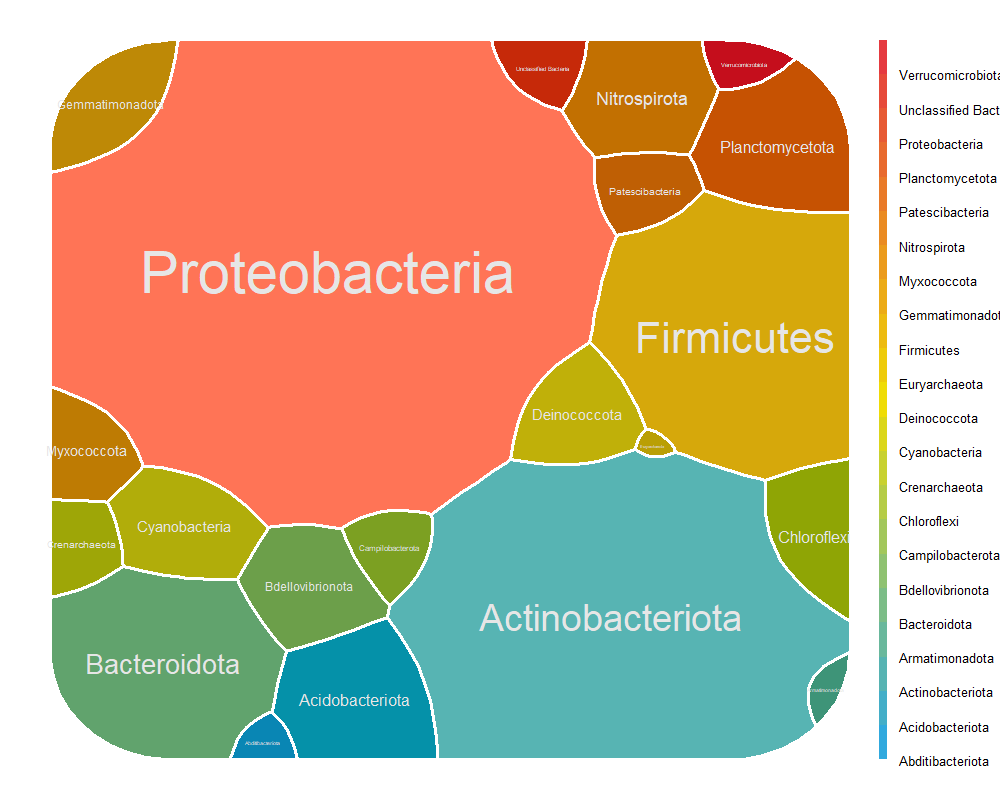 Unclassified Bacteria
Verrucomicrobiota
Gemmatimonadota
Nitrospirota
Planctomycetota
Patescibacteria
Proteobacteria
Firmicutes
Deinococcota
Myxococcota
Cyanobacteria
Crenarchaeota
Campilobacterota
Chloroflexi
Bdellovibrionota
Actinobacteriota
Bacteroidota
Acidobacteriota
Abditibacteriota
Verrucomicrobiota
Unclassified Bact
Proteobacteria
Planctomycetota
Patescibacteria
Nitrospirota
Myxococcota
Gemmatimonadot
Firmicutes
Euryarchaeota
Deinococcota
Cyanobacteria
Crenarchaeota
Chloroflexi
Campilobacterota
Bdellovibrionota
Bacteroidota
Armatimonadota
Actinobacteriota
Acidobacteriota
Abditibacteriota